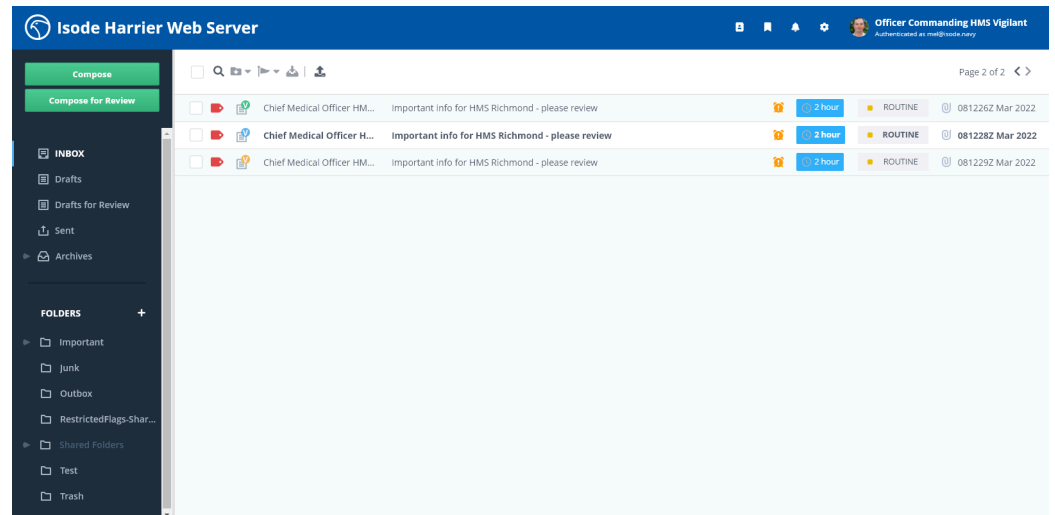 Isode Harrier Web Server
Officer Commanding HMS Vigilant
Authenticated as mel@isode.navy
Compose
Compose for Review
INBOX
Drafts
Drafts for Review
Sent
Archives
FOLDERS +
Important
Junk
Outbox
RestrictedFlags-Shar...
Shared Folders
Test
Trash
Page 2 of 2
V Chief Medical Officer HM... Important info for HMS Richmond - please review 2 hour ROUTINE 081226Z Mar 2022
V Chief Medical Officer H... Important info for HMS Richmond - please review 2 hour ROUTINE 081228Z Mar 2022
V Chief Medical Officer HM... Important info for HMS Richmond - please review 2 hour ROUTINE 081229Z Mar 2022